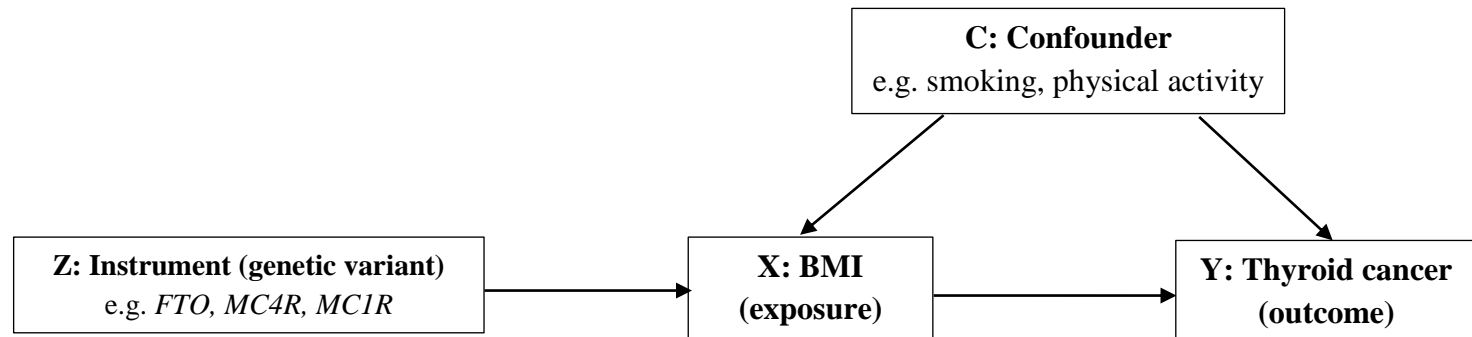 C: Confounder
e.g. smoking, physical activity
Z: Instrument (genetic variant)
e.g. FTO, MC4R, MC1R
X: BMI
(exposure)
Y: Thyroid cancer
(outcome)